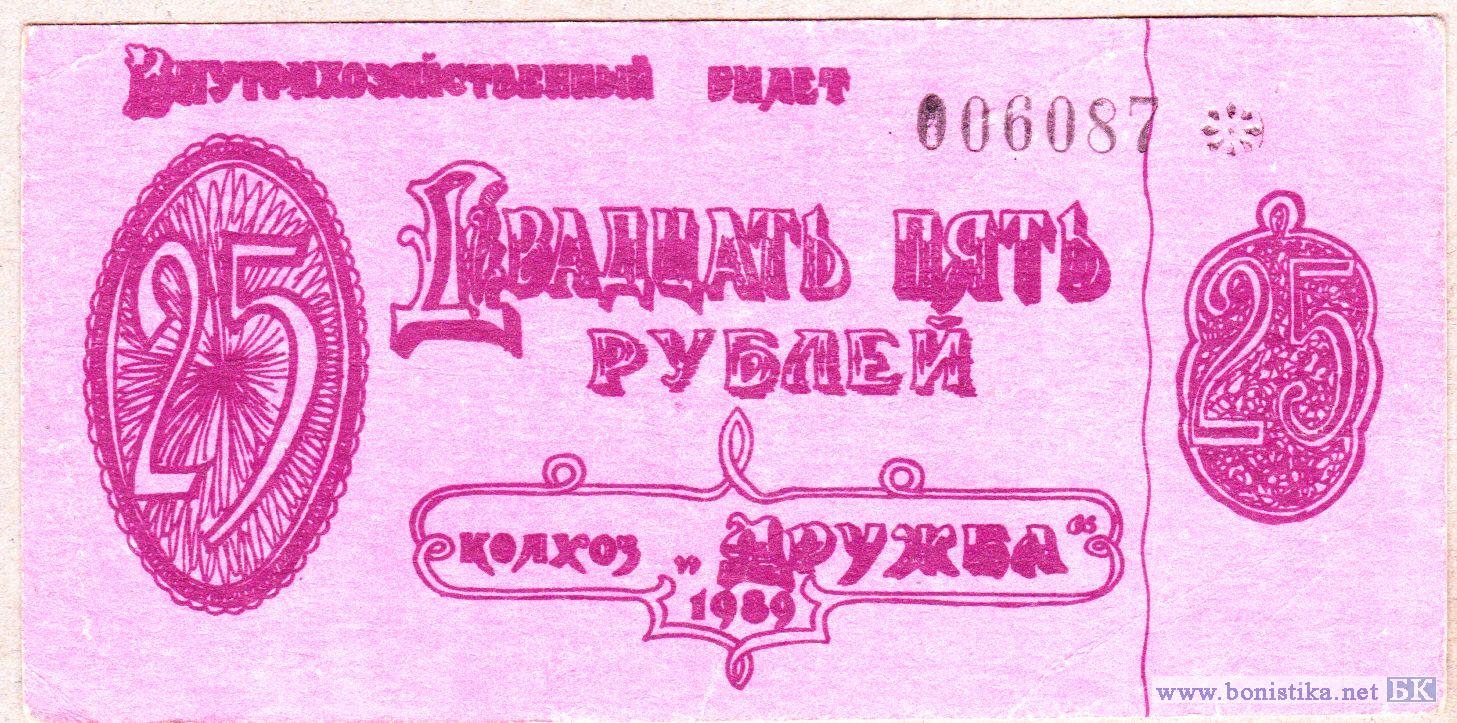 Внутрихозяйственный билет
006087
25
Двадцать пять
рублей
25
колхоз „Дружба“
1989
www.bonistika.net БК